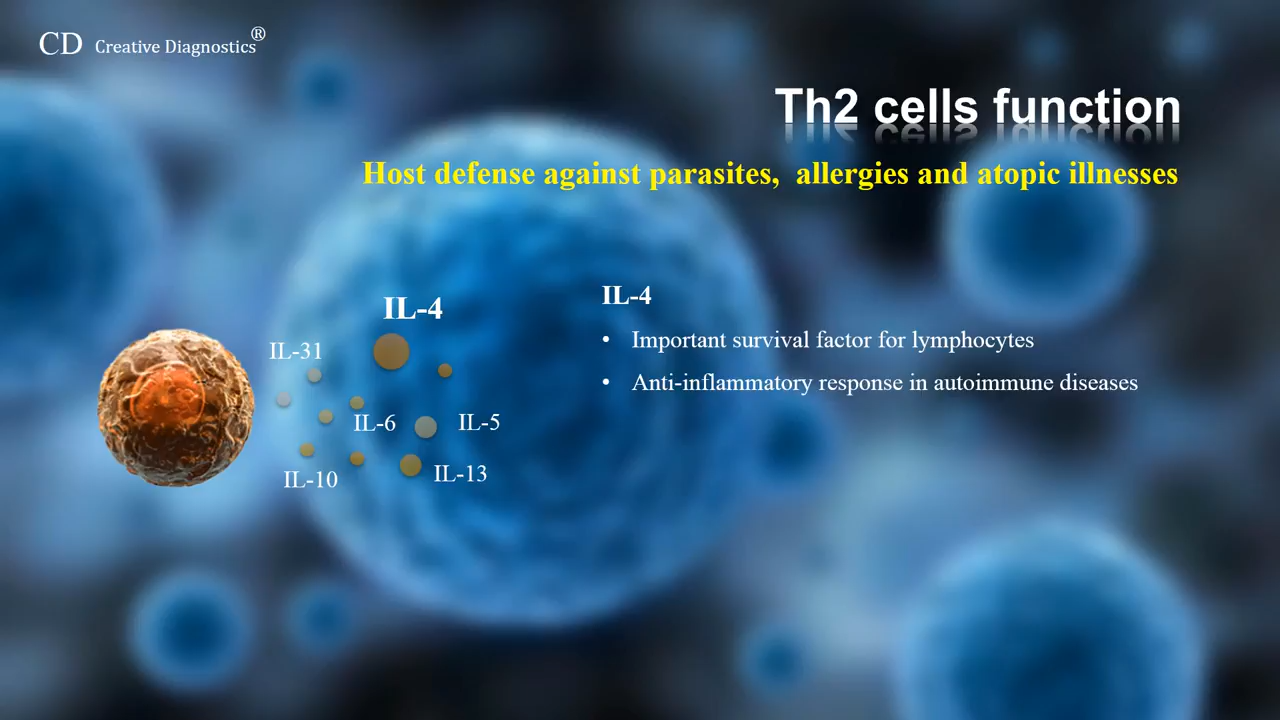 CD Creative Diagnostics®
Th2 cells function
Host defense against parasites, allergies and atopic illnesses
IL-4
IL-31
IL-6
IL-5
IL-10
IL-13
IL-4
• Important survival factor for lymphocytes
• Anti-inflammatory response in autoimmune diseases